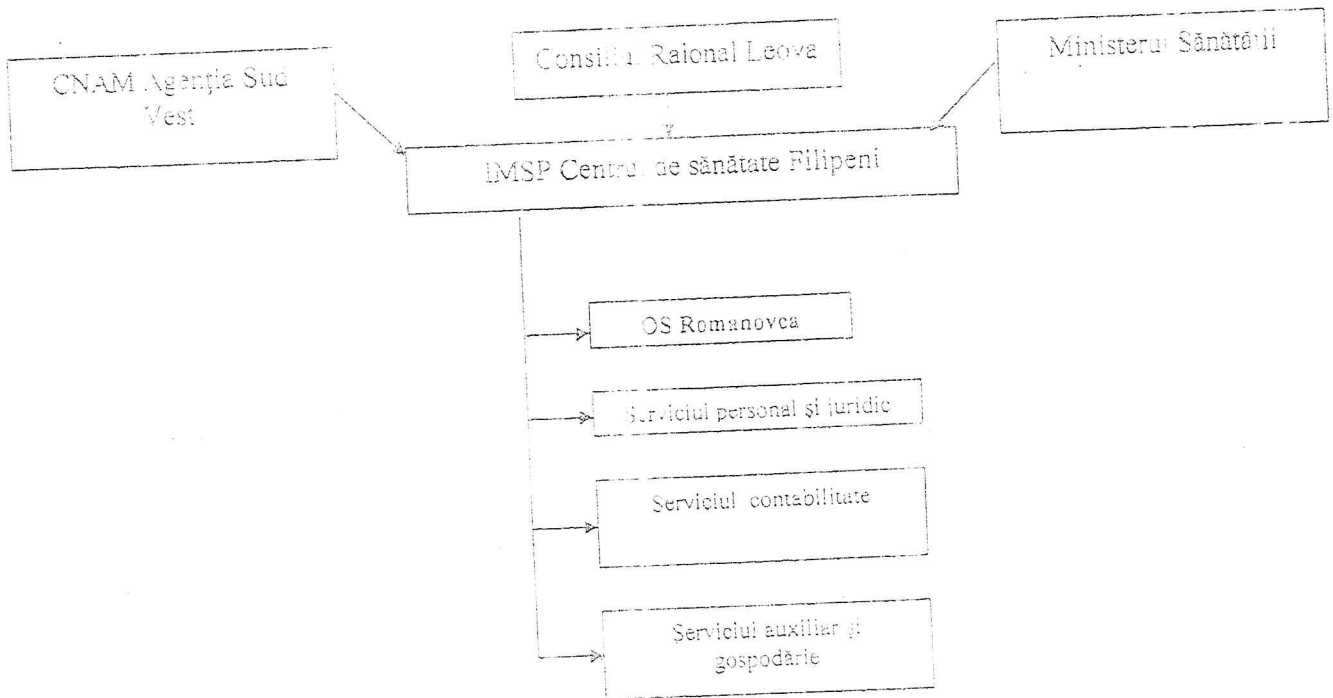 CNAM Agenția Sud
Vest
Consiliul Raional Leova
Ministerul Sănătății
IMSP Centrul de sănătate Filipeni
OS Romanovca
Serviciul personal și juridic
Serviciul contabilitate
Serviciul auxiliar și
gospodărie